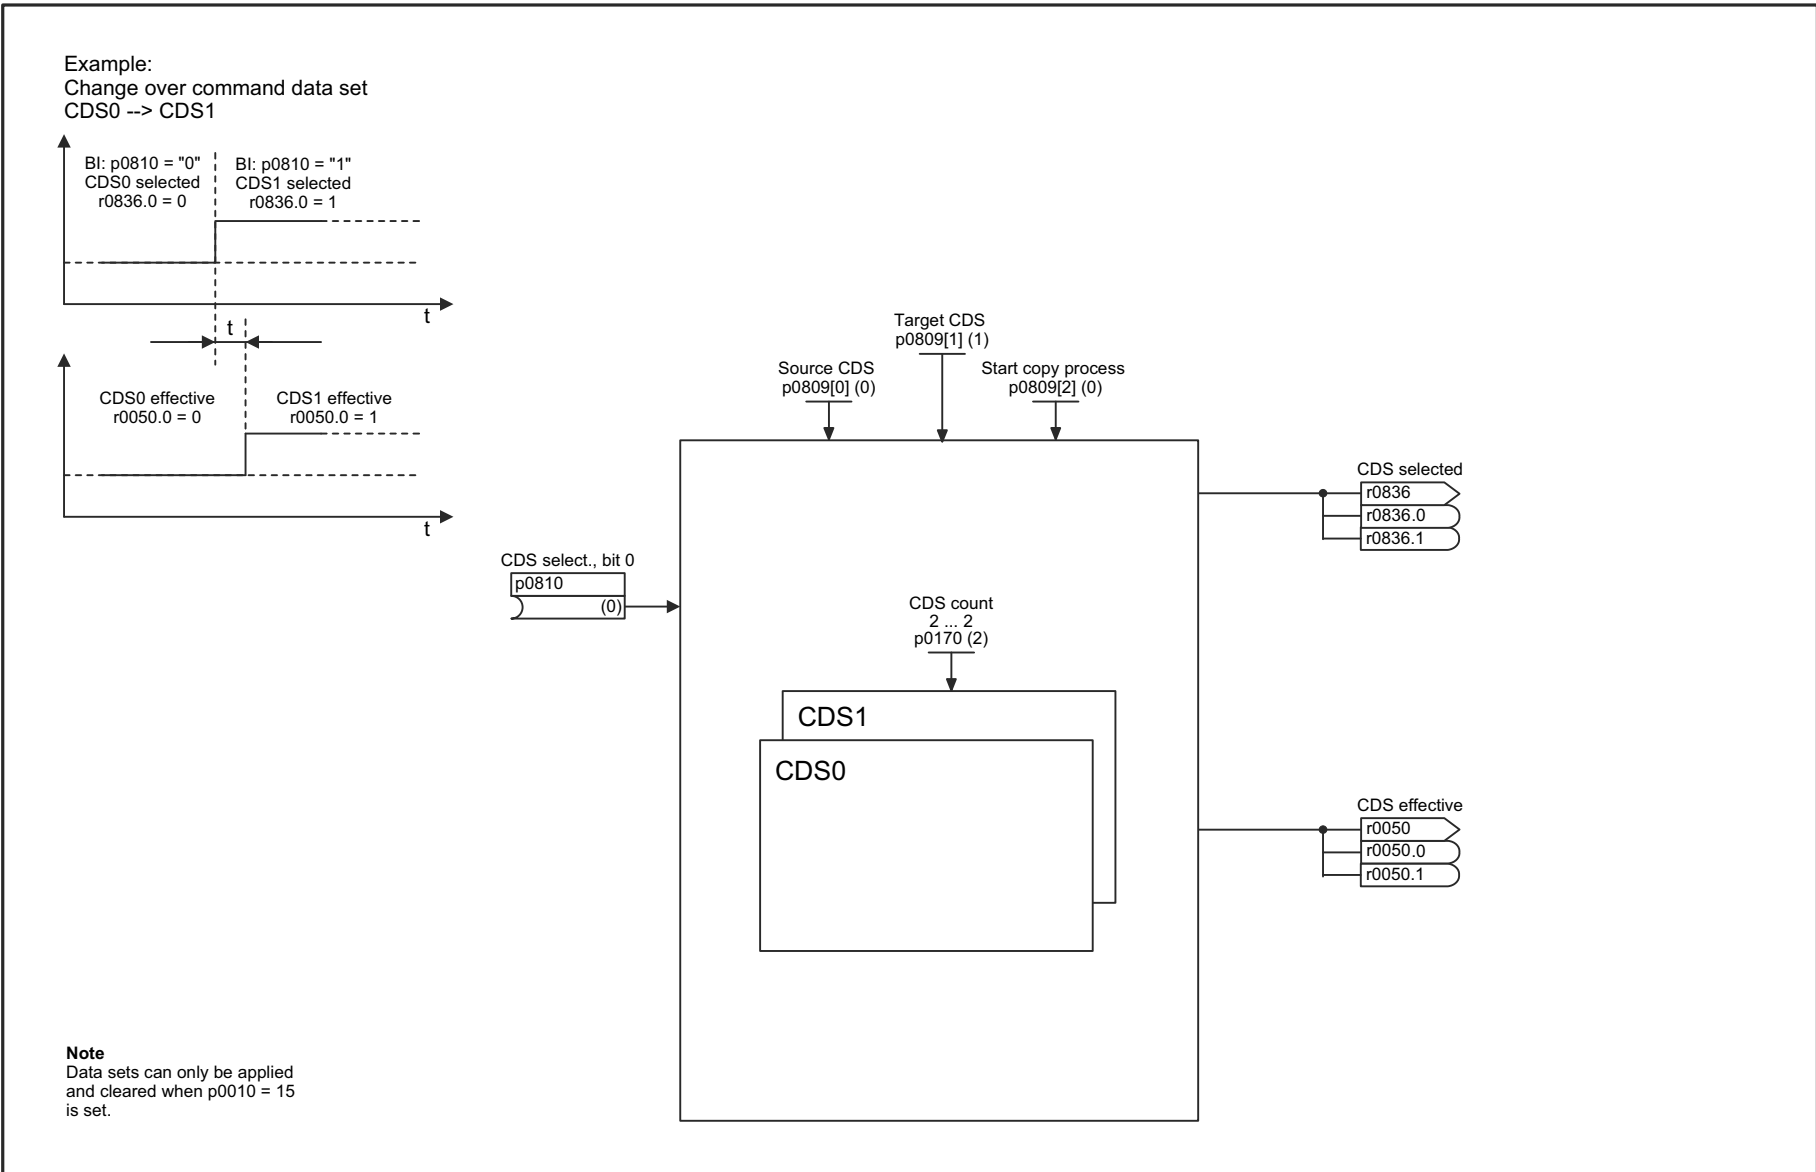 Example:
Change over command data set
CDS0 --> CDS1
BI: p0810 = "0"
CDS0 selected
r0836.0 = 0
BI: p0810 = "1"
CDS1 selected
r0836.0 = 1
t
t
CDS0 effective
r0050.0 = 0
CDS1 effective
r0050.0 = 1
t
CDS select., bit 0
p0810
(0)
Source CDS
p0809[0] (0)
Target CDS
p0809[1] (1)
Start copy process
p0809[2] (0)
CDS count
2 ... 2
p0170 (2)
CDS1
CDS0
CDS selected
r0836
r0836.0
r0836.1
CDS effective
r0050
r0050.0
r0050.1
Note
Data sets can only be applied
and cleared when p0010 = 15
is set.